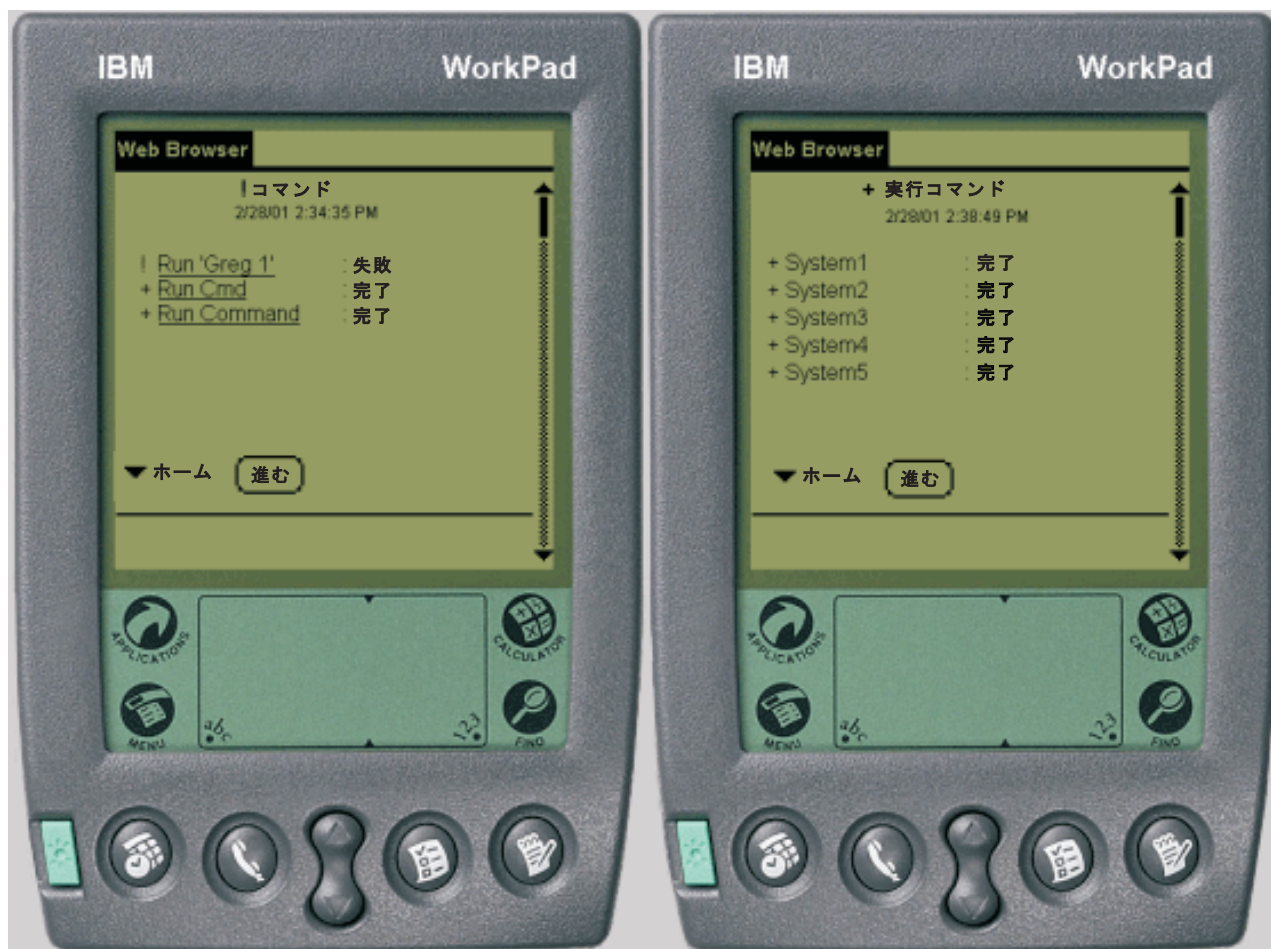 IBM WorkPad
Web Browser
!コマンド
2/28/01 2:34:35 PM
! Run 'Greg 1' : 失敗
+ Run Cmd : 完了
+ Run Command : 完了
ホーム 進む
APPLICATIONS
CALCULATOR
MENU
abc
123
FIND
IBM WorkPad
Web Browser
+ 実行コマンド
2/28/01 2:38:49 PM
+ System1 : 完了
+ System2 : 完了
+ System3 : 完了
+ System4 : 完了
+ System5 : 完了
ホーム 進む
APPLICATIONS
CALCULATOR
MENU
abc
123
FIND